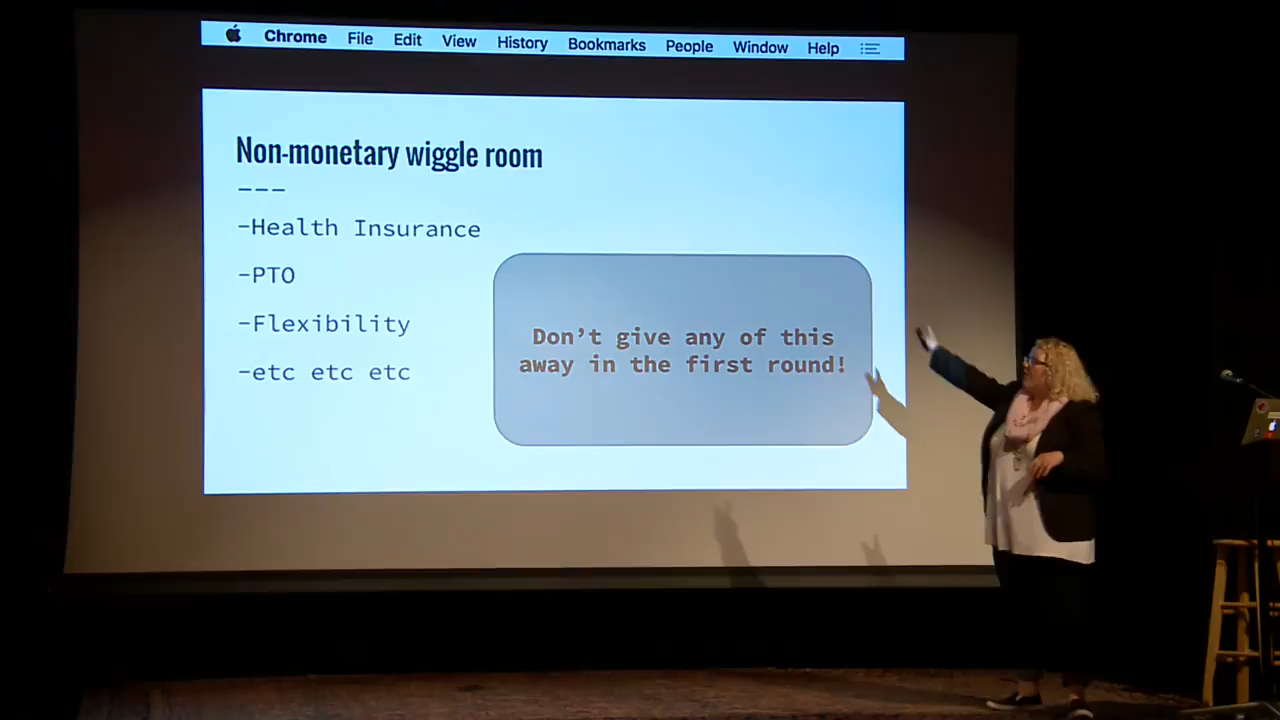 Chrome File Edit View History Bookmarks People Window Help
Non-monetary wiggle room
---
-Health Insurance
-PTO
-Flexibility
-etc etc etc
Don't give any of this
away in the first round!